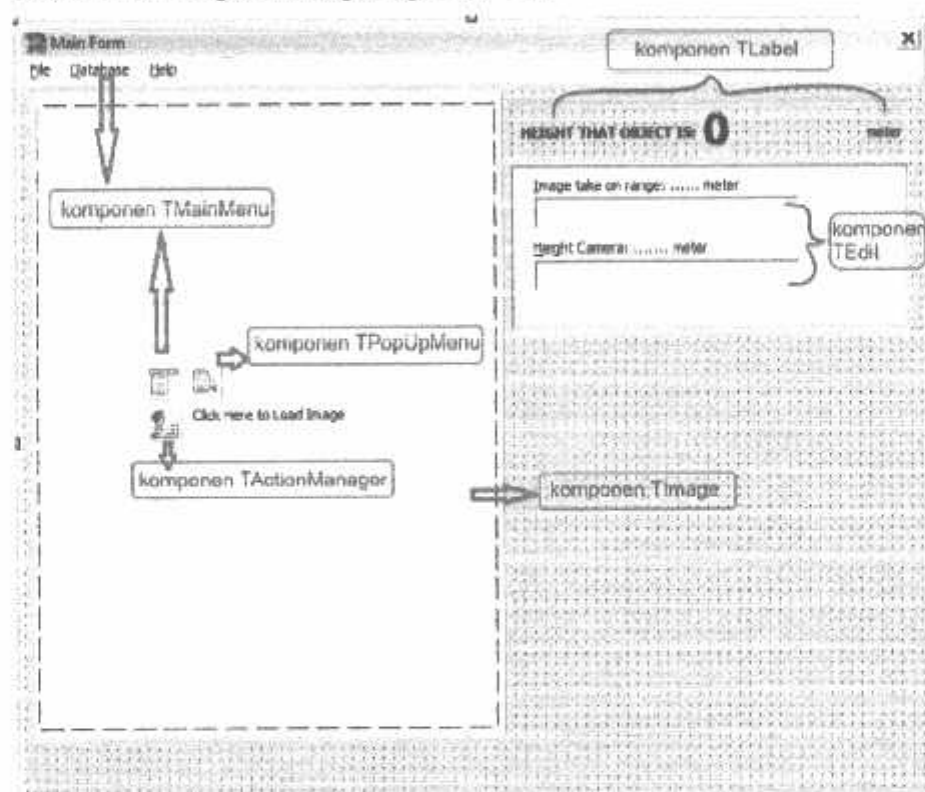 Main Form
File Database Help
komponen TLabel
HEIGHT THAT OBJECT IS: 0 meter
Image take on range: ...... meter
komponen TMainMenu
komponen TEdit
Height Camera: ....... meter
komponen TPopUpMenu
Click Here to Load Image
komponen TActionManager
komponen TImage